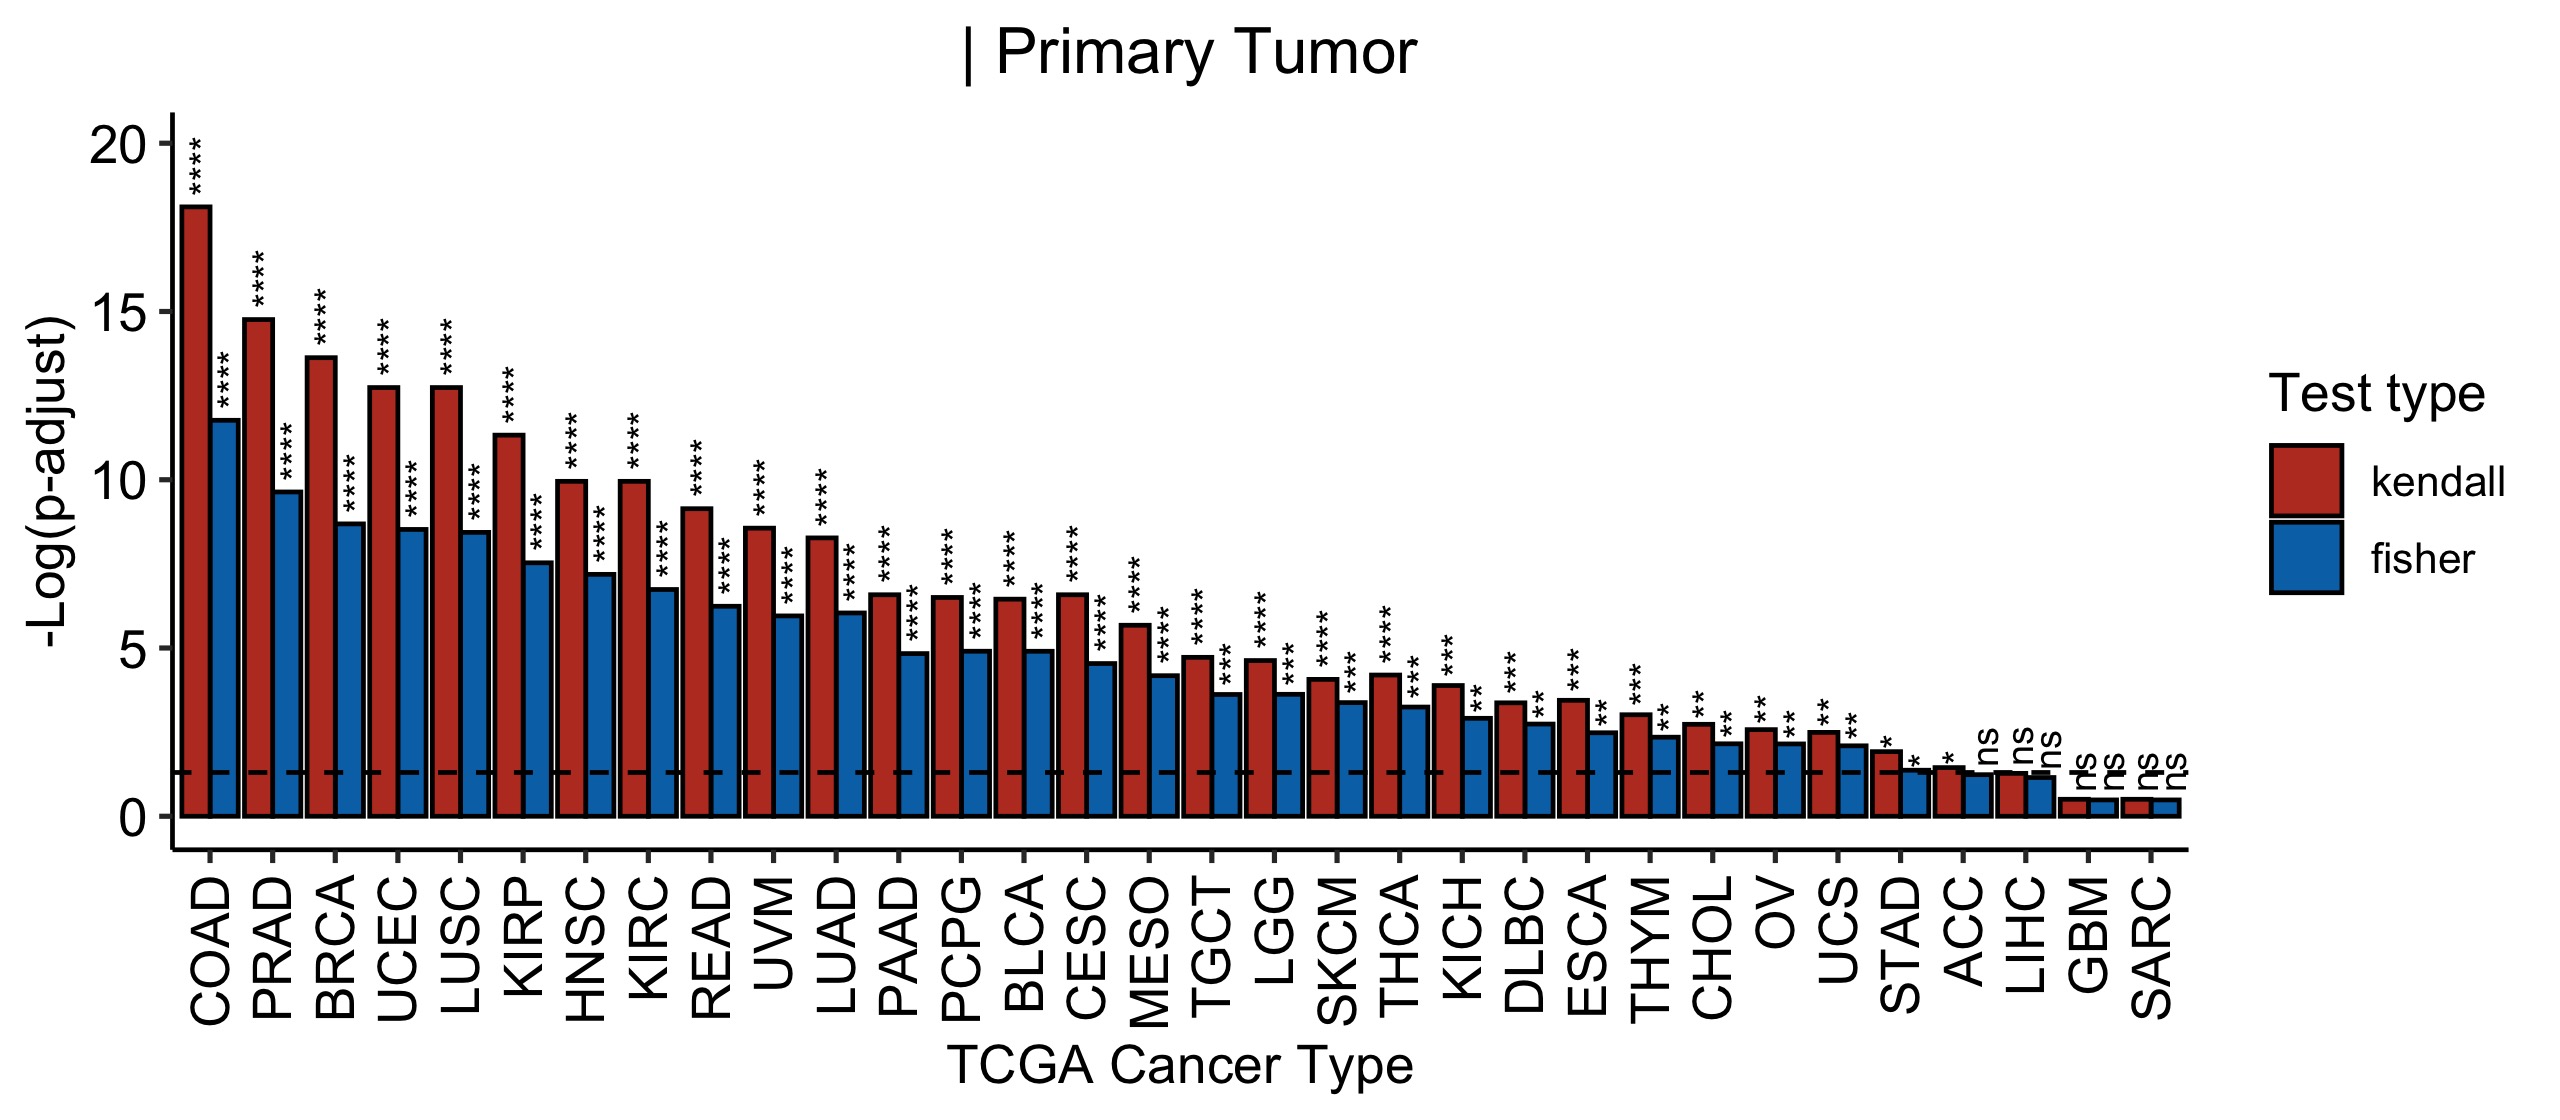 | Primary Tumor
-Log(p-adjust)
20
15
10
5
0
**** **** **** **** **** **** **** **** **** **** **** **** **** **** **** **** **** **** **** **** **** **** **** **** **** **** **** **** **** **** **** **** **** *** **** *** **** *** **** *** *** ** *** ** *** ** *** ** ** ** ** ** ** ** * * * ns ns ns ns ns ns ns
COAD PRAD BRCA UCEC LUSC KIRP HNSC KIRC READ UVM LUAD PAAD PCPG BLCA CESC MESO TGCT LGG SKCM THCA KICH DLBC ESCA THYM CHOL OV UCS STAD ACC LIHC GBM SARC
TCGA Cancer Type
Test type
kendall
fisher